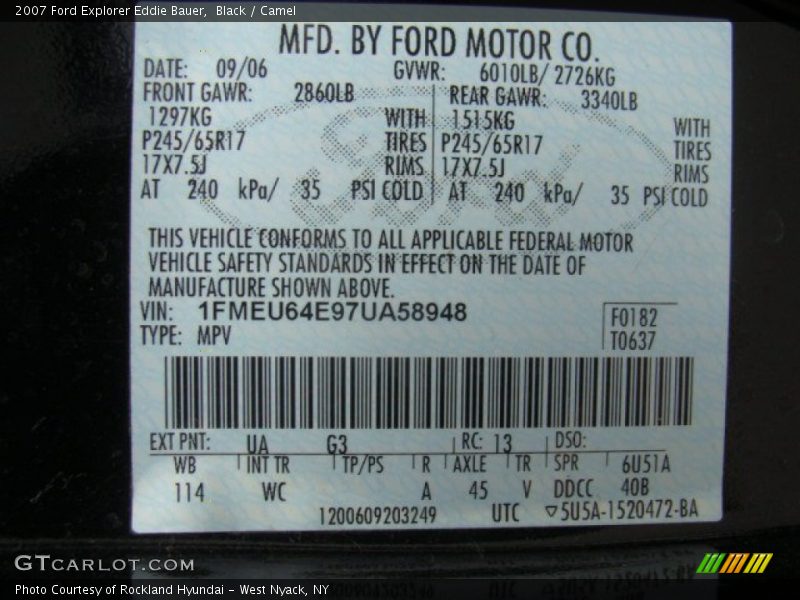 2007 Ford Explorer Eddie Bauer,  Black / Camel
MFD. BY FORD MOTOR CO.
DATE: 09/06 GVWR: 6010LB/ 2726KG
FRONT GAWR: 2860LB REAR GAWR: 3340LB
1297KG WITH 1515KG WITH
P245/65R17 TIRES P245/65R17 TIRES
17X7.5J RIMS 17X7.5J RIMS
AT 240 kPa/ 35 PSI COLD AT 240 kPa/ 35 PSI COLD
THIS VEHICLE CONFORMS TO ALL APPLICABLE FEDERAL MOTOR
VEHICLE SAFETY STANDARDS IN EFFECT ON THE DATE OF
MANUFACTURE SHOWN ABOVE.
VIN: 1FMEU64E97UA58948 F0182
TYPE: MPV T0637
EXT PNT: UA G3 RC: 13 DSO:
WB INT TR TP/PS R AXLE TR SPR 6U51A
114 WC A 45 V DDCC 40B
1200609203249 UTC ▽5U5A-1520472-BA
GTCARLOT.COM
Photo Courtesy of Rockland Hyundai - West Nyack, NY